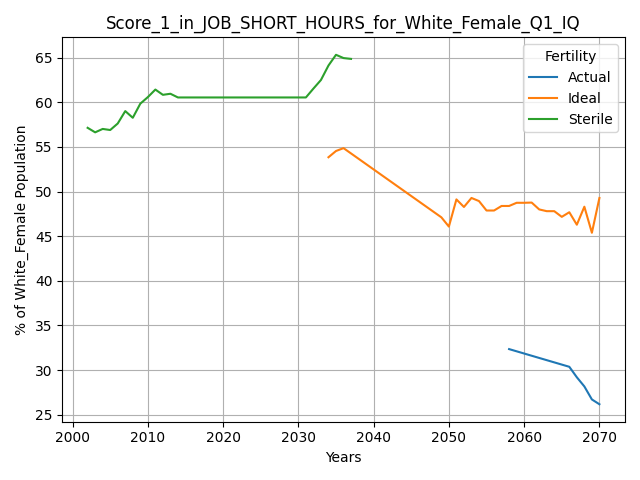 Score_1_in_JOB_SHORT_HOURS_for_White_Female_Q1_IQ
Fertility
Actual
Ideal
Sterile
% of White_Female Population
65
60
55
50
45
40
35
30
25
2000 2010 2020 2030 2040 2050 2060 2070
Years